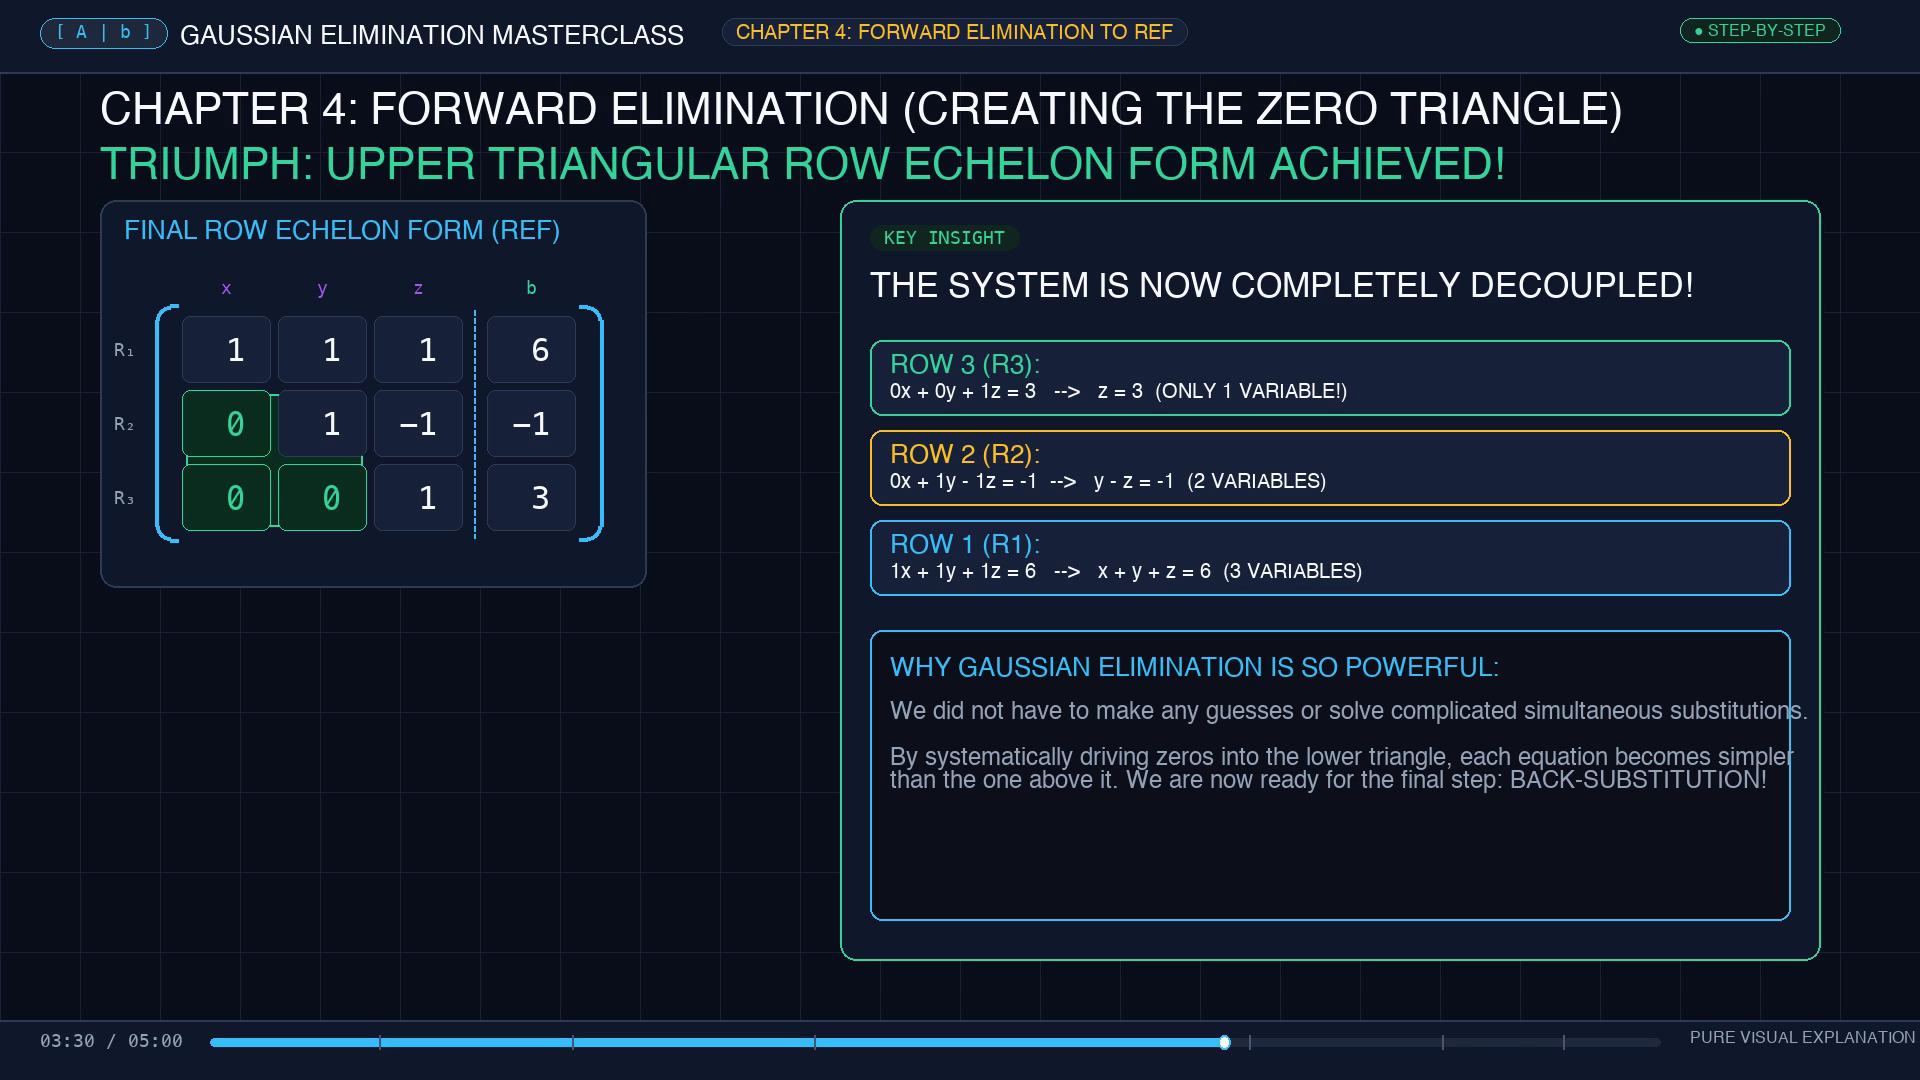 [ A | b ] GAUSSIAN ELIMINATION MASTERCLASS CHAPTER 4: FORWARD ELIMINATION TO REF ● STEP-BY-STEP
CHAPTER 4: FORWARD ELIMINATION (CREATING THE ZERO TRIANGLE)
TRIUMPH: UPPER TRIANGULAR ROW ECHELON FORM ACHIEVED!
FINAL ROW ECHELON FORM (REF)
x y z b
R₁ 1 1 1 6
R₂ 0 1 −1 −1
R₃ 0 0 1 3
KEY INSIGHT
THE SYSTEM IS NOW COMPLETELY DECOUPLED!
ROW 3 (R3):
0x + 0y + 1z = 3 --> z = 3 (ONLY 1 VARIABLE!)
ROW 2 (R2):
0x + 1y - 1z = -1 --> y - z = -1 (2 VARIABLES)
ROW 1 (R1):
1x + 1y + 1z = 6 --> x + y + z = 6 (3 VARIABLES)
WHY GAUSSIAN ELIMINATION IS SO POWERFUL:
We did not have to make any guesses or solve complicated simultaneous substitutions.
By systematically driving zeros into the lower triangle, each equation becomes simpler
than the one above it. We are now ready for the final step: BACK-SUBSTITUTION!
03:30 / 05:00 PURE VISUAL EXPLANATION